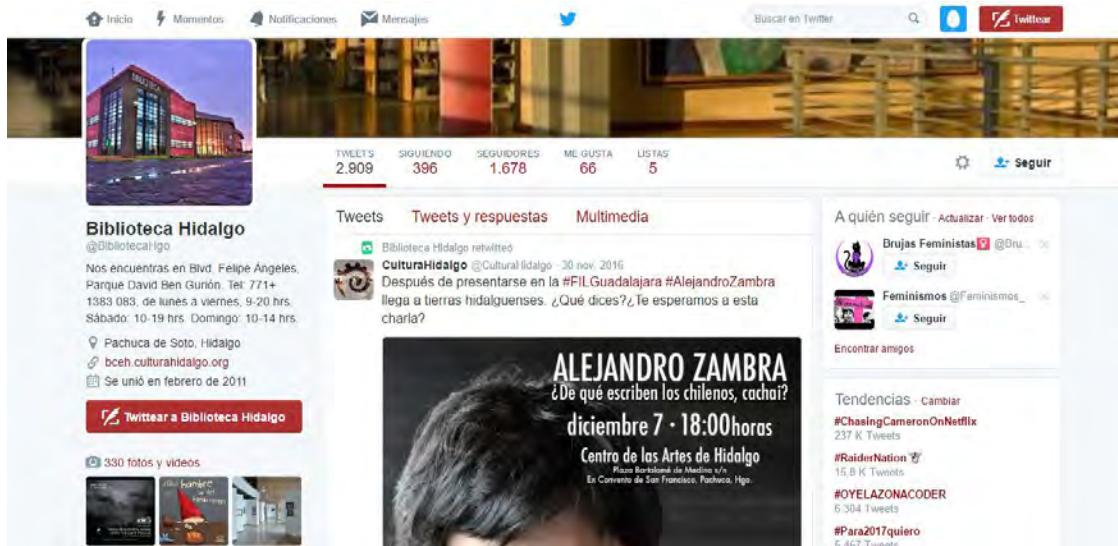 Inicio Momentos Notificaciones Mensajes Buscar en Twitter Twittear
BIBLIOTECA
TWEETS SIGUIENDO SEGUIDORES ME GUSTA LISTAS
2.909 396 1.678 66 5
Seguir
Biblioteca Hidalgo
@BibliotecaHgo
Nos encuentras en Blvd. Felipe Ángeles,
Parque David Ben Gurión. Tel: 771+
1383 083, de lunes a viernes, 9-20 hrs.
Sábado: 10-19 hrs. Domingo: 10-14 hrs.
Pachuca de Soto, Hidalgo
bceh.culturahidalgo.org
Se unió en febrero de 2011
Twittear a Biblioteca Hidalgo
330 fotos y videos
Tweets Tweets y respuestas Multimedia
Biblioteca Hidalgo retwitteó
CulturaHidalgo @CulturaHidalgo · 30 nov. 2016
Después de presentarse en la #FILGuadalajara #AlejandroZambra
llega a tierras hidalguenses. ¿Qué dices?¿Te esperamos a esta
charla?
ALEJANDRO ZAMBRA
¿De qué escriben los chilenos, cachai?
diciembre 7 · 18:00horas
Centro de las Artes de Hidalgo
Plaza Bartolomé de Medina s/n
Ex Convento de San Francisco, Pachuca, Hgo.
A quién seguir · Actualizar · Ver todos
Brujas Feministas @Bru...
Seguir
Feminismos @Feminismos_
Seguir
Encontrar amigos
Tendencias · Cambiar
#ChasingCameronOnNetflix
237 K Tweets
#RaiderNation
15,8 K Tweets
#OYELAZONACODER
6.304 Tweets
#Para2017quiero
5.467 Tweets